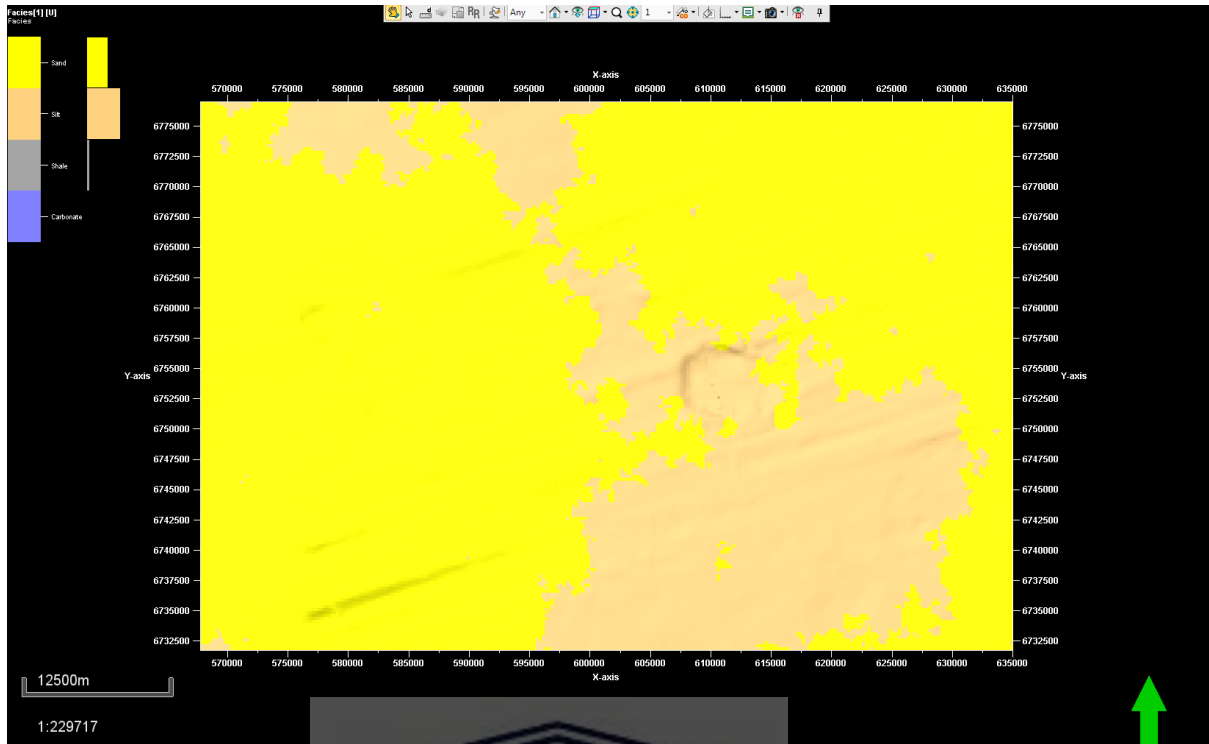 Facies[1] [U]
Facies
RR Any 1
Sand
Silt
Shale
Carbonate
X-axis
570000 575000 580000 585000 590000 595000 600000 605000 610000 615000 620000 625000 630000 635000
6775000 6775000
6772500 6772500
6770000 6770000
6767500 6767500
6765000 6765000
6762500 6762500
6760000 6760000
6757500 6757500
6755000 6755000
Y-axis Y-axis
6752500 6752500
6750000 6750000
6747500 6747500
6745000 6745000
6742500 6742500
6740000 6740000
6737500 6737500
6735000 6735000
6732500 6732500
570000 575000 580000 585000 590000 595000 600000 605000 610000 615000 620000 625000 630000 635000
X-axis
12500m
1:229717